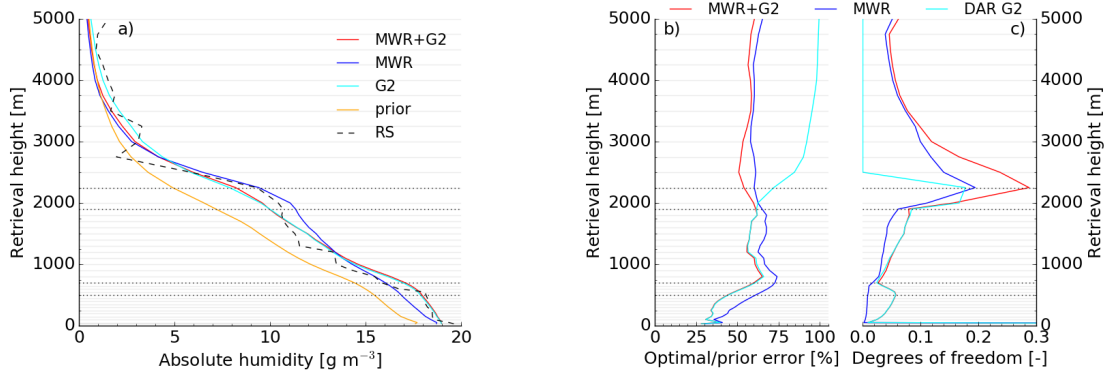 MWR+G2 MWR DAR G2
5000 a) 5000 b) c) 5000
MWR+G2
MWR
G2
prior
RS
4000 4000 4000
3000 3000 3000
2000 2000 2000
1000 1000 1000
0 0 0
Retrieval height [m] Retrieval height [m] Retrieval height [m]
0 5 10 15 20 0 25 50 75 100 0.0 0.1 0.2 0.3
Absolute humidity [g m⁻³] Optimal/prior error [%] Degrees of freedom [-]